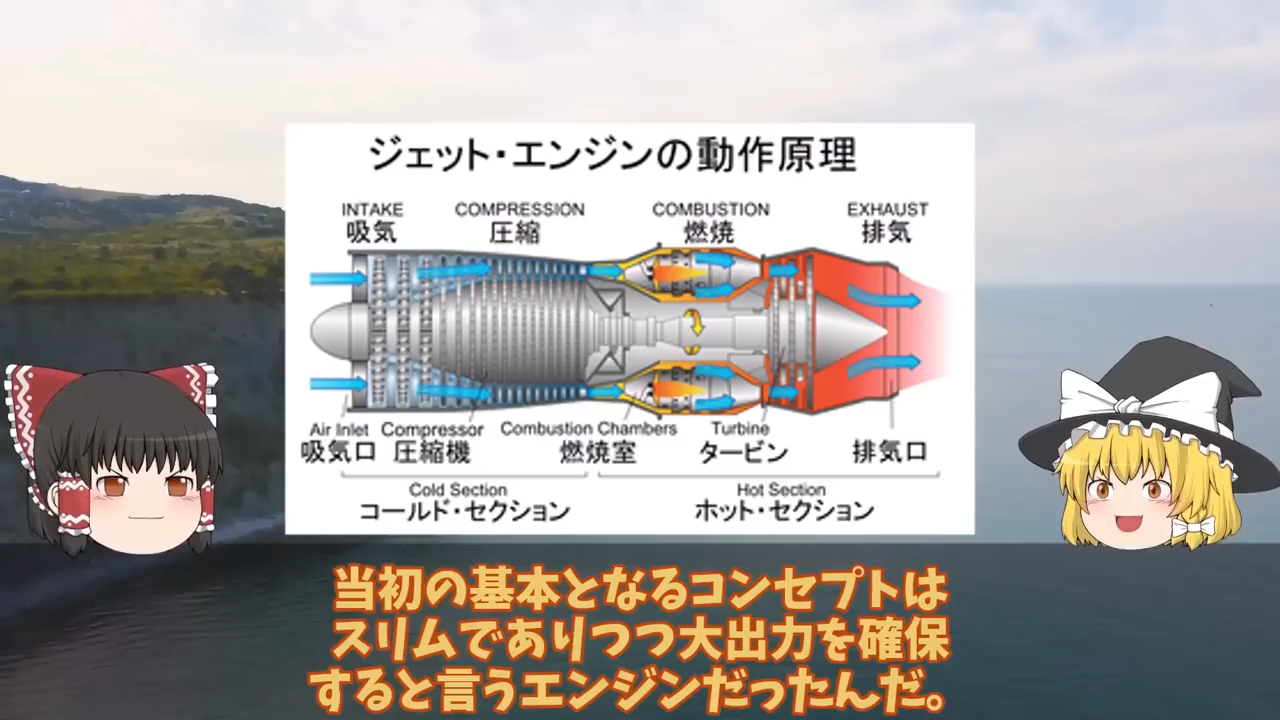 ジェット・エンジンの動作原理
INTAKE COMPRESSION COMBUSTION EXHAUST
吸気 圧縮 燃焼 排気
Air Inlet Compressor Combustion Chambers Turbine
吸気口 圧縮機 燃焼室 タービン 排気口
Cold Section Hot Section
コールド・セクション ホット・セクション
当初の基本となるコンセプトは
スリムでありつつ大出力を確保
すると言うエンジンだったんだ。